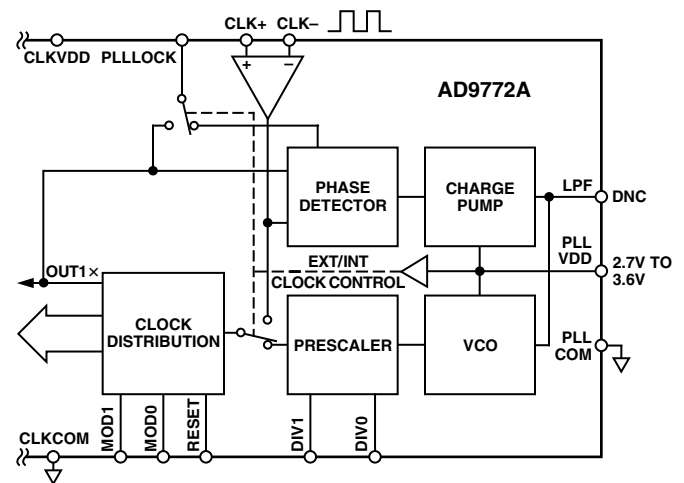 CLK+ CLK–
CLKVDD PLLLOCK
+ –
AD9772A
PHASE
DETECTOR
CHARGE
PUMP
LPF
DNC
PLL
VDD
2.7V TO
3.6V
EXT/INT
CLOCK CONTROL
OUT1×
CLOCK
DISTRIBUTION
PRESCALER
VCO
PLL
COM
CLKCOM
MOD1
MOD0
RESET
DIV1
DIV0